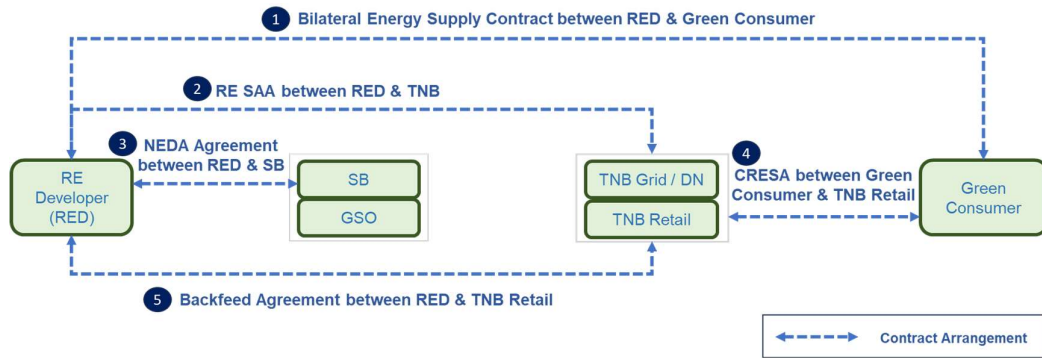 1 Bilateral Energy Supply Contract between RED & Green Consumer
2 RE SAA between RED & TNB
3 NEDA Agreement
between RED & SB
4 CRESA between Green
Consumer & TNB Retail
RE
Developer
(RED)
SB
GSO
TNB Grid / DN
TNB Retail
Green
Consumer
5 Backfeed Agreement between RED & TNB Retail
Contract Arrangement